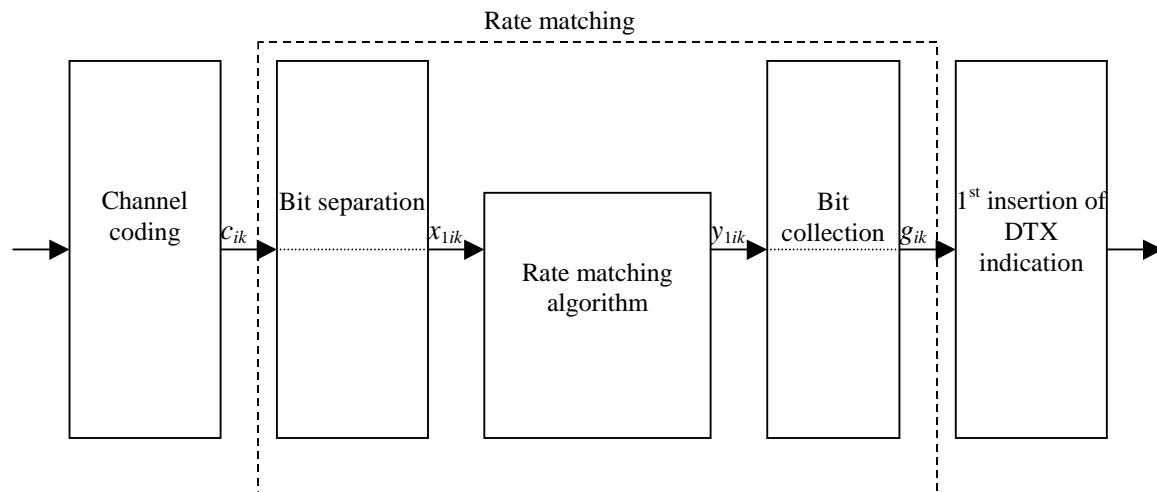 Rate matching
Channel
coding
c_ik
Bit separation
x_1ik
Rate matching
algorithm
y_1ik
Bit
collection
g_ik
1st insertion of
DTX
indication